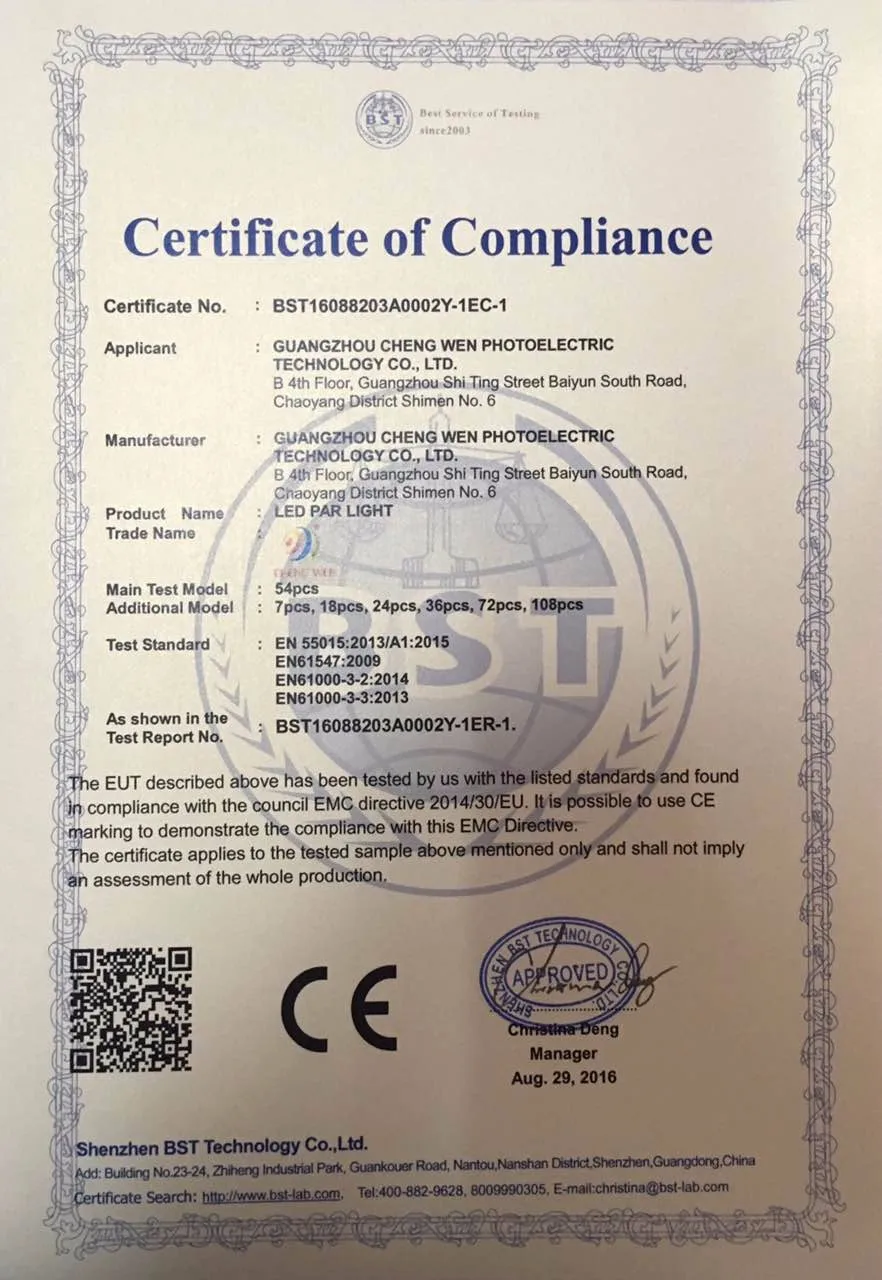 BST
Best Service of Testing
since2003
Certificate of Compliance
Certificate No. : BST16088203A0002Y-1EC-1
Applicant : GUANGZHOU CHENG WEN PHOTOELECTRIC
TECHNOLOGY CO., LTD.
B 4th Floor, Guangzhou Shi Ting Street Baiyun South Road,
Chaoyang District Shimen No. 6
Manufacturer : GUANGZHOU CHENG WEN PHOTOELECTRIC
TECHNOLOGY CO., LTD.
B 4th Floor, Guangzhou Shi Ting Street Baiyun South Road,
Chaoyang District Shimen No. 6
Product Name : LED PAR LIGHT
Trade Name :
CHENG WEN
Main Test Model : 54pcs
Additional Model : 7pcs, 18pcs, 24pcs, 36pcs, 72pcs, 108pcs
BST
Test Standard : EN 55015:2013/A1:2015
EN61547:2009
EN61000-3-2:2014
EN61000-3-3:2013
As shown in the
Test Report No. : BST16088203A0002Y-1ER-1.
The EUT described above has been tested by us with the listed standards and found
in compliance with the council EMC directive 2014/30/EU. It is possible to use CE
marking to demonstrate the compliance with this EMC Directive.
The certificate applies to the tested sample above mentioned only and shall not imply
an assessment of the whole production.
CE
SHENZHEN BST TECHNOLOGY CO.,LTD.
APPROVED
Christina Deng
Manager
Aug. 29, 2016
Shenzhen BST Technology Co.,Ltd.
Add: Building No.23-24, Zhiheng Industrial Park, Guankouer Road, Nantou,Nanshan District,Shenzhen,Guangdong,China
Certificate Search: http://www.bst-lab.com, Tel:400-882-9628, 8009990305, E-mail:christina@bst-lab.com